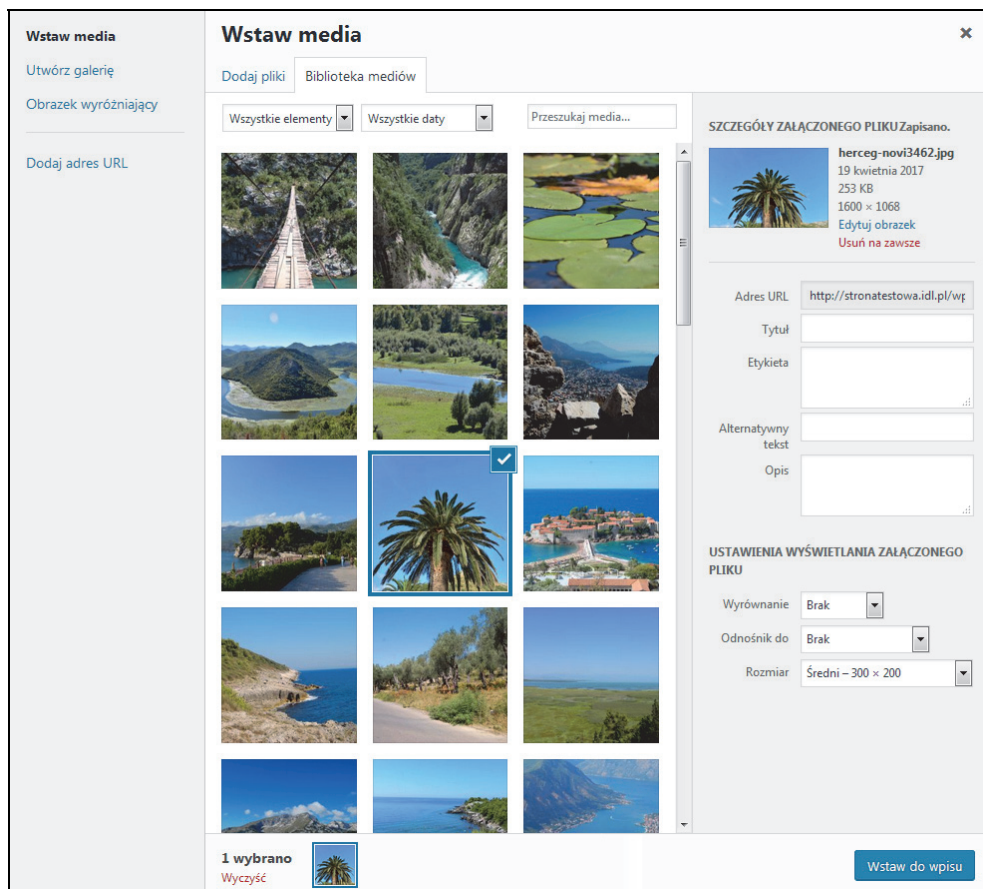 Wstaw media
Utwórz galerię
Obrazek wyróżniający
Dodaj adres URL
Wstaw media
Dodaj pliki
Biblioteka mediów
Wszystkie elementy
Wszystkie daty
Przeszukaj media...
SZCZEGÓŁY ZAŁĄCZONEGO PLIKU Zapisano.
herceg-novi3462.jpg
19 kwietnia 2017
253 KB
1600 × 1068
Edytuj obrazek
Usuń na zawsze
Adres URL http://stronatestowa.idl.pl/wp
Tytuł
Etykieta
Alternatywny
tekst
Opis
USTAWIENIA WYŚWIETLANIA ZAŁĄCZONEGO
PLIKU
Wyrównanie Brak
Odnośnik do Brak
Rozmiar Średni – 300 × 200
1 wybrano
Wyczyść
Wstaw do wpisu